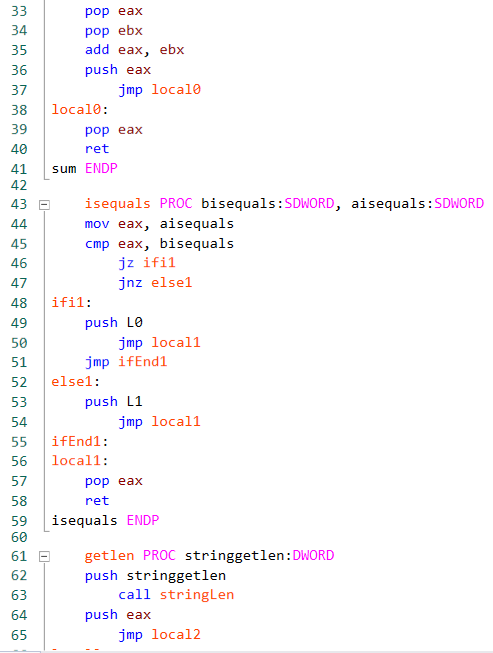 33 pop eax
34 pop ebx
35 add eax, ebx
36 push eax
37 jmp local0
38 local0:
39 pop eax
40 ret
41 sum ENDP
42
43 isequals PROC bisequals:SDWORD, aisequals:SDWORD
44 mov eax, aisequals
45 cmp eax, bisequals
46 jz ifi1
47 jnz else1
48 ifi1:
49 push L0
50 jmp local1
51 jmp ifEnd1
52 else1:
53 push L1
54 jmp local1
55 ifEnd1:
56 local1:
57 pop eax
58 ret
59 isequals ENDP
60
61 getlen PROC stringgetlen:DWORD
62 push stringgetlen
63 call stringLen
64 push eax
65 jmp local2